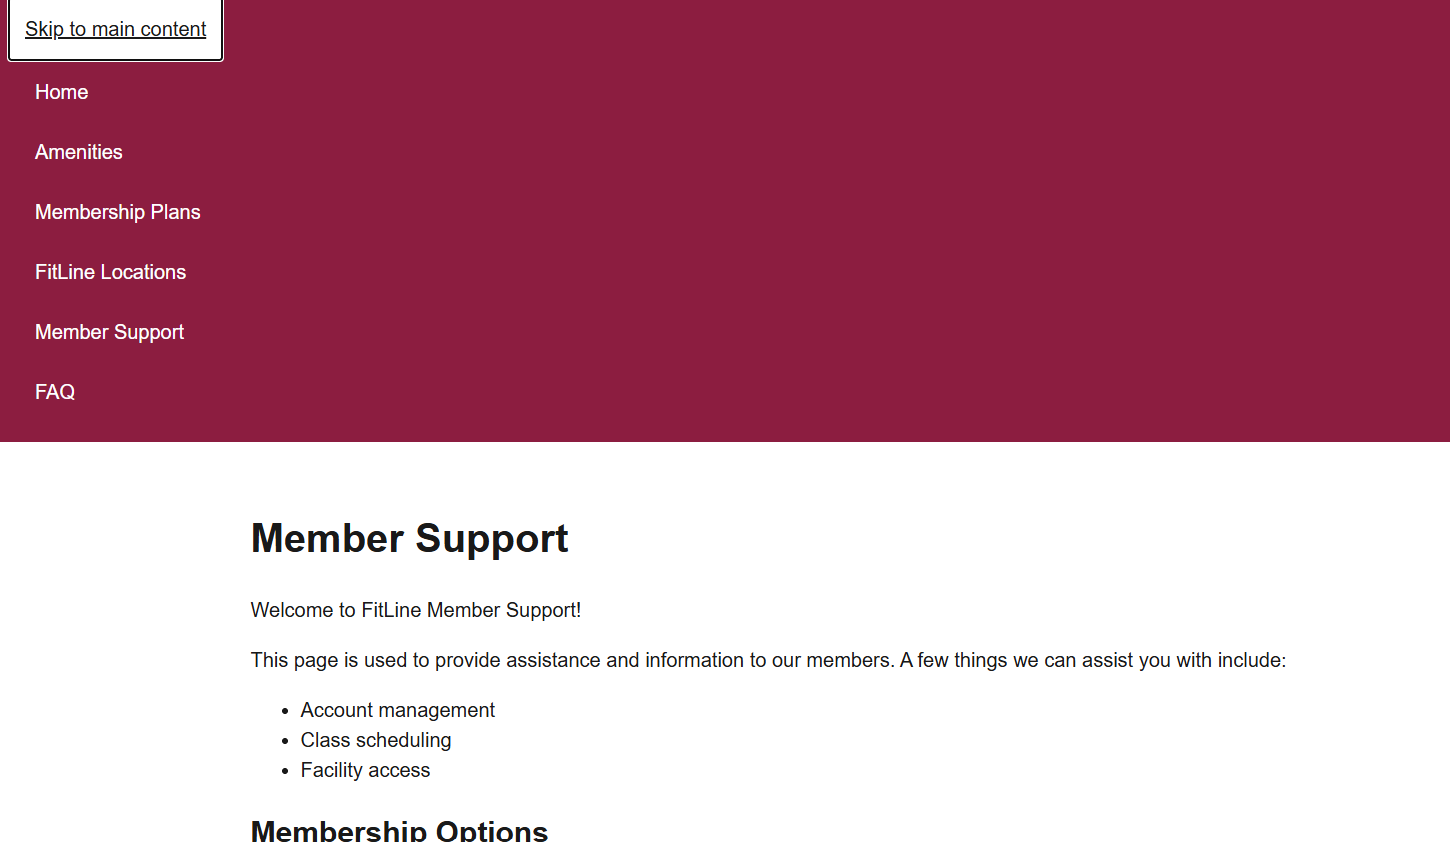 Skip to main content
Home
Amenities
Membership Plans
FitLine Locations
Member Support
FAQ
Member Support
Welcome to FitLine Member Support!
This page is used to provide assistance and information to our members. A few things we can assist you with include:
• Account management
• Class scheduling
• Facility access
Membership Options